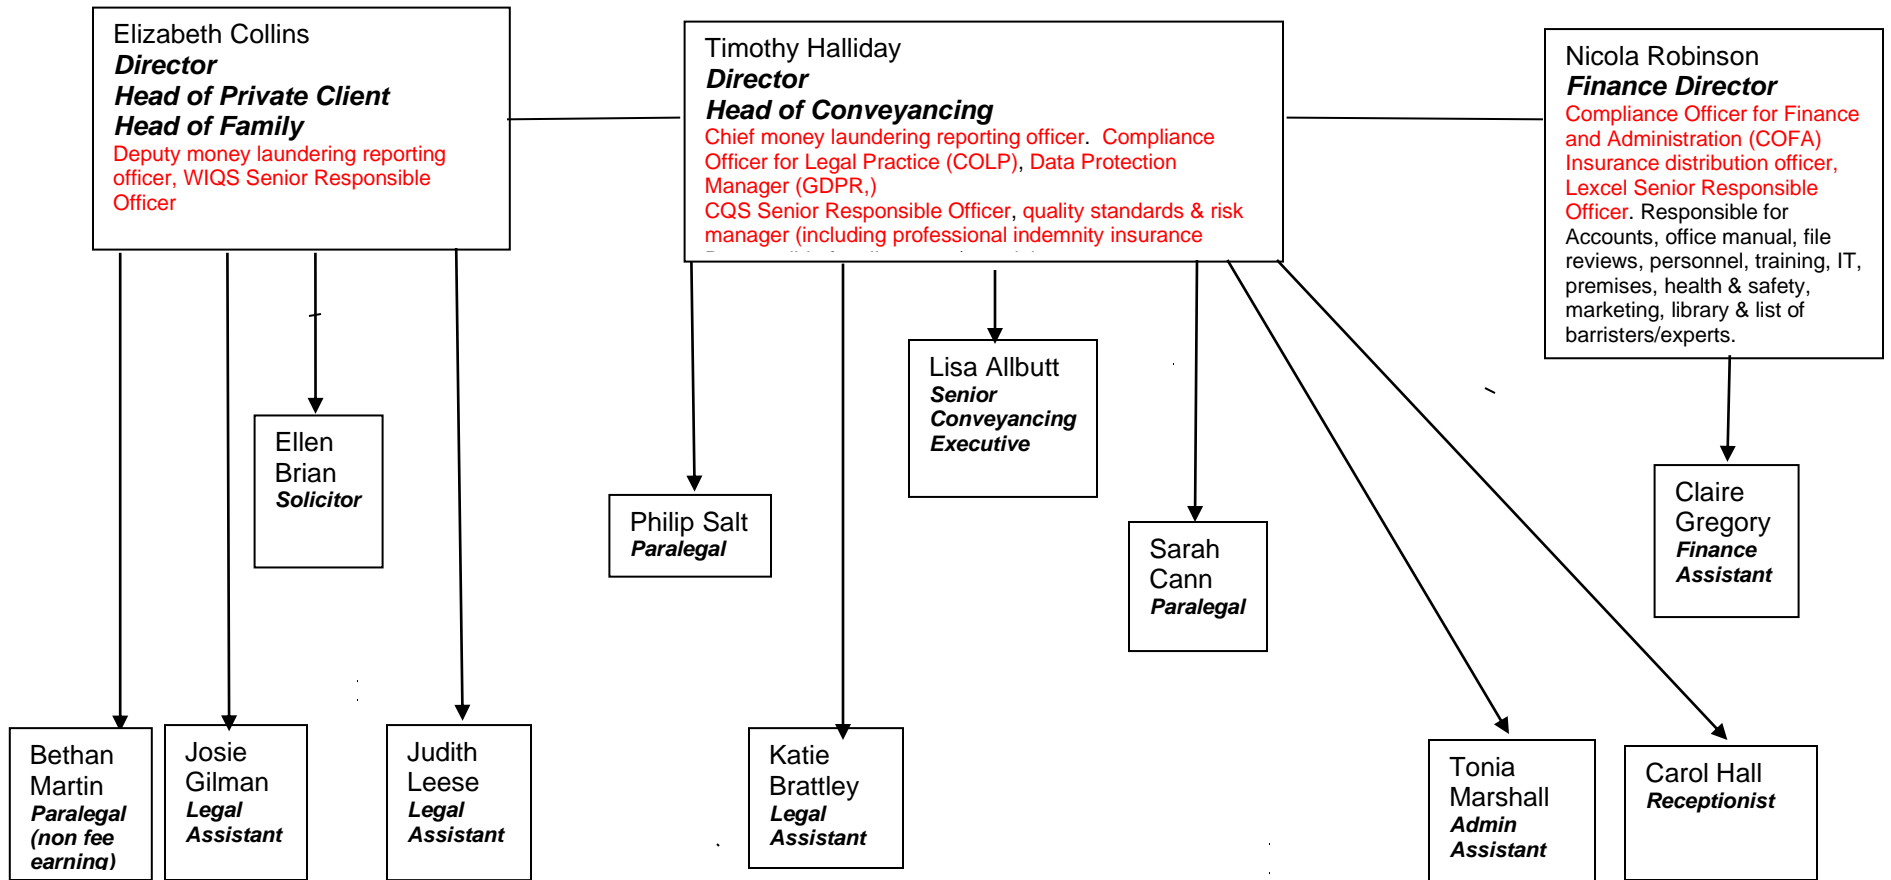 Elizabeth Collins
Director
Head of Private Client
Head of Family
Deputy money laundering reporting
officer, WIQS Senior Responsible
Officer
Timothy Halliday
Director
Head of Conveyancing
Chief money laundering reporting officer.  Compliance
Officer for Legal Practice (COLP), Data Protection
Manager (GDPR,)
CQS Senior Responsible Officer, quality standards & risk
manager (including professional indemnity insurance
Nicola Robinson
Finance Director
Compliance Officer for Finance
and Administration (COFA)
Insurance distribution officer,
Lexcel Senior Responsible
Officer. Responsible for
Accounts, office manual, file
reviews, personnel, training, IT,
premises, health & safety,
marketing, library & list of
barristers/experts.
Lisa Allbutt
Senior
Conveyancing
Executive
Ellen
Brian
Solicitor
Philip Salt
Paralegal
Sarah
Cann
Paralegal
Claire
Gregory
Finance
Assistant
Bethan
Martin
Paralegal
(non fee
earning)
Josie
Gilman
Legal
Assistant
Judith
Leese
Legal
Assistant
Katie
Brattley
Legal
Assistant
Tonia
Marshall
Admin
Assistant
Carol Hall
Receptionist